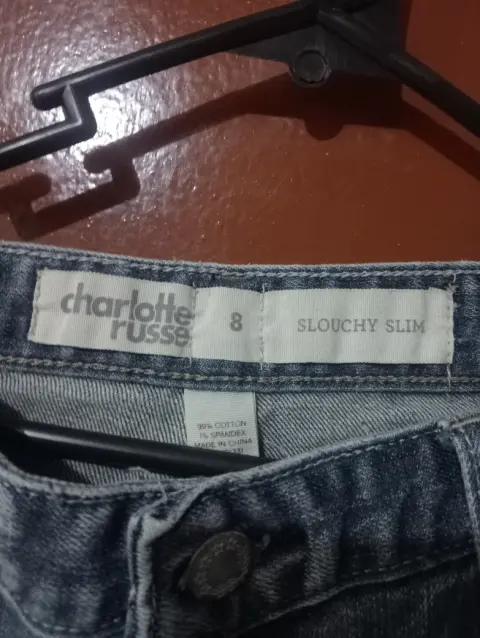 charlotte
russe
8
SLOUCHY SLIM
99% COTTON
1% SPANDEX
MADE IN CHINA